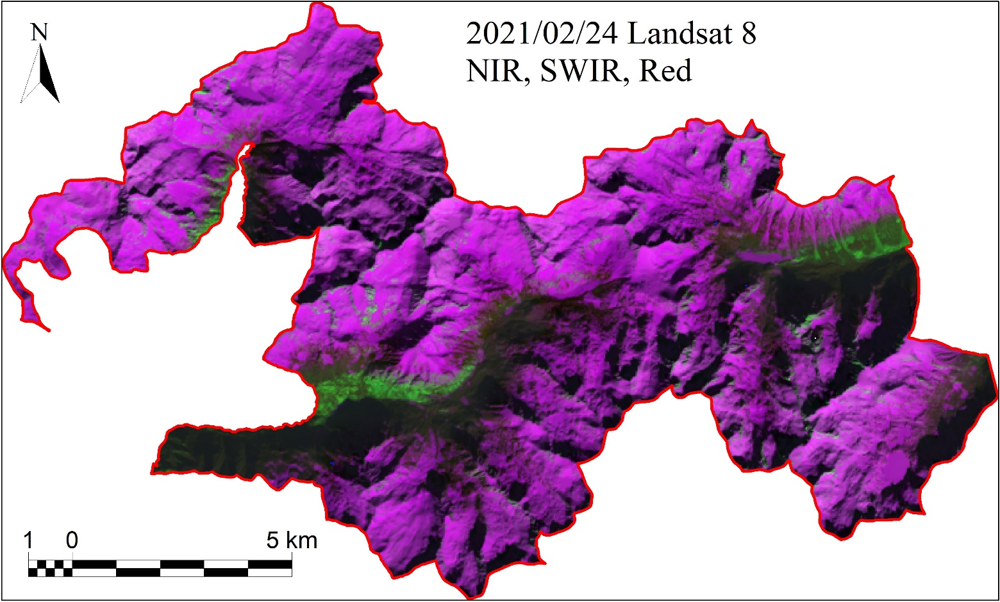 N
2021/02/24 Landsat 8
NIR, SWIR, Red
1 0 5 km